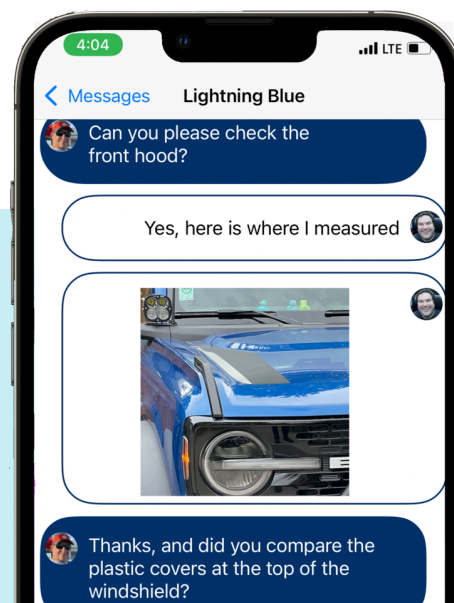 4:04
LTE
Messages
Lightning Blue
Can you please check the
front hood?
Yes, here is where I measured
Thanks, and did you compare the
plastic covers at the top of the
windshield?